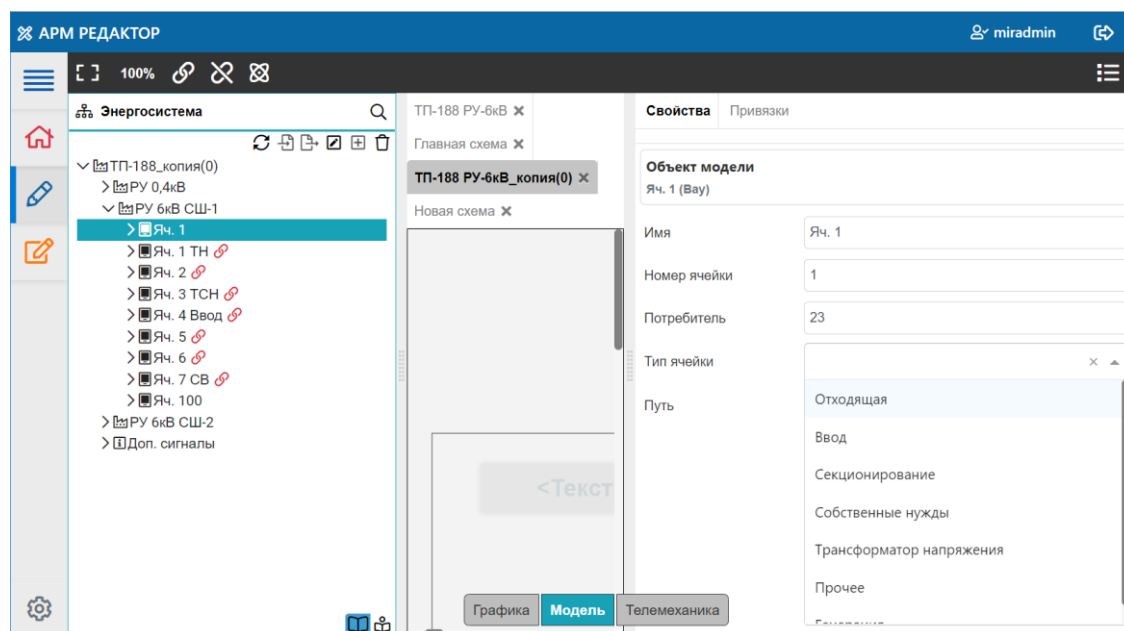 АРМ РЕДАКТОР
miradmin
100%
Энергосистема
ТП-188_копия(0)
РУ 0,4кВ
РУ 6кВ СШ-1
Яч. 1
Яч. 1 ТН
Яч. 2
Яч. 3 ТСН
Яч. 4 Ввод
Яч. 5
Яч. 6
Яч. 7 СВ
Яч. 100
РУ 6кВ СШ-2
Доп. сигналы
ТП-188 РУ-6кВ
Главная схема
ТП-188 РУ-6кВ_копия(0)
Новая схема
<Текст
Графика Модель Телемеханика
Свойства Привязки
Объект модели
Яч. 1 (Bay)
Имя Яч. 1
Номер ячейки 1
Потребитель 23
Тип ячейки
Путь
Отходящая
Ввод
Секционирование
Собственные нужды
Трансформатор напряжения
Прочее